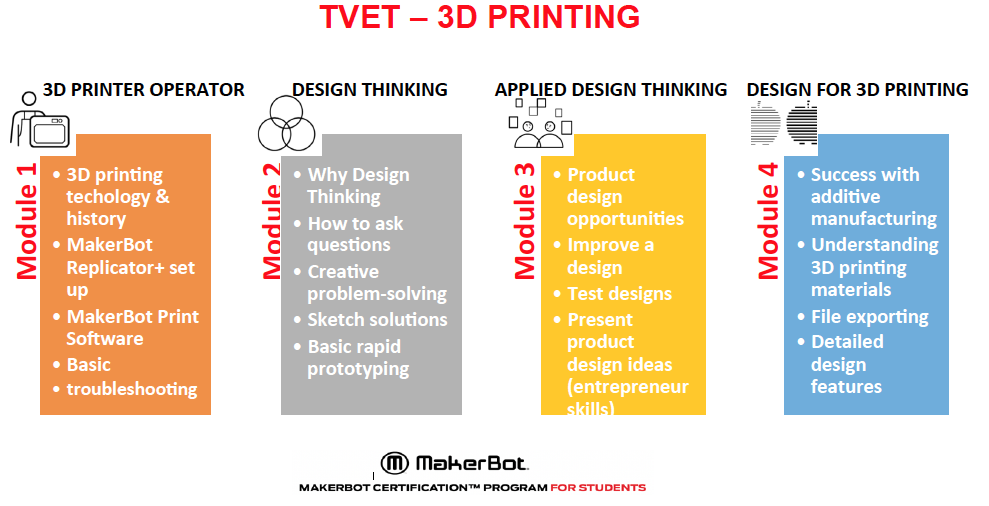 TVET – 3D PRINTING
3D PRINTER OPERATOR
Module 1
• 3D printing
techology &
history
• MakerBot
Replicator+ set
up
• MakerBot Print
Software
• Basic
• troubleshooting
DESIGN THINKING
Module 2
• Why Design
Thinking
• How to ask
questions
• Creative
problem-solving
• Sketch solutions
• Basic rapid
prototyping
APPLIED DESIGN THINKING
Module 3
• Product
design
opportunities
• Improve a
design
• Test designs
• Present
product
design ideas
(entrepreneur
skills)
DESIGN FOR 3D PRINTING
Module 4
• Success with
additive
manufacturing
• Understanding
3D printing
materials
• File exporting
• Detailed
design
features
MakerBot.
MAKERBOT CERTIFICATION™ PROGRAM FOR STUDENTS